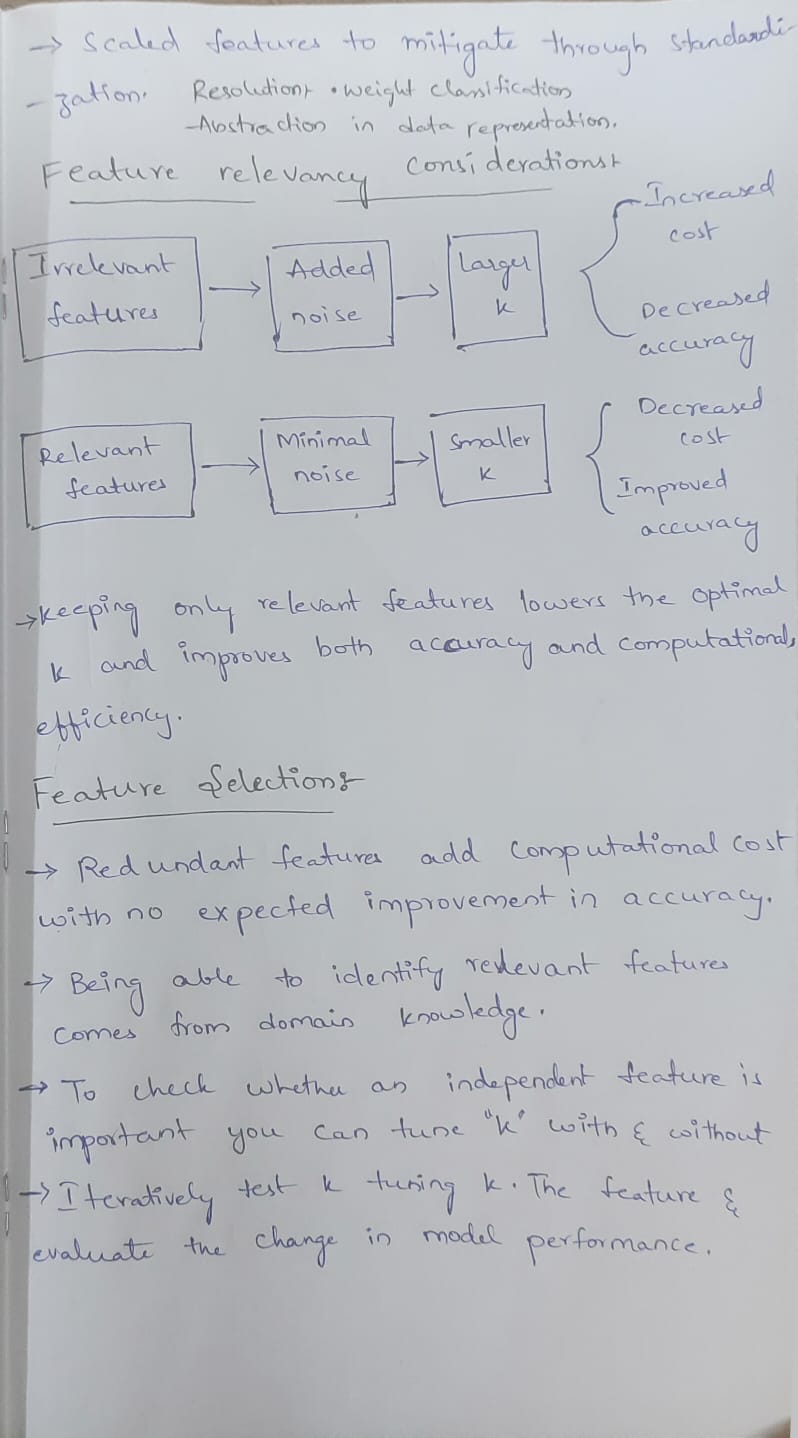 → Scaled features to mitigate through standardi-
-zation. Resolution:- • weight classification
-Abstraction in data representation.
Feature relevancy considerations:-
Irrelevant features → Added noise → Larger k { Increased cost
Decreased accuracy
Relevant features → Minimal noise → Smaller k { Decreased cost
Improved accuracy
→ keeping only relevant features lowers the optimal
k and improves both accuracy and computational
efficiency.
Feature Selection:-
→ Redundant features add computational cost
with no expected improvement in accuracy.
→ Being able to identify relevant features
comes from domain knowledge.
→ To check whether an independent feature is
important you can tune "k" with & without
→ Iteratively test k tuning k. The feature &
evaluate the change in model performance.